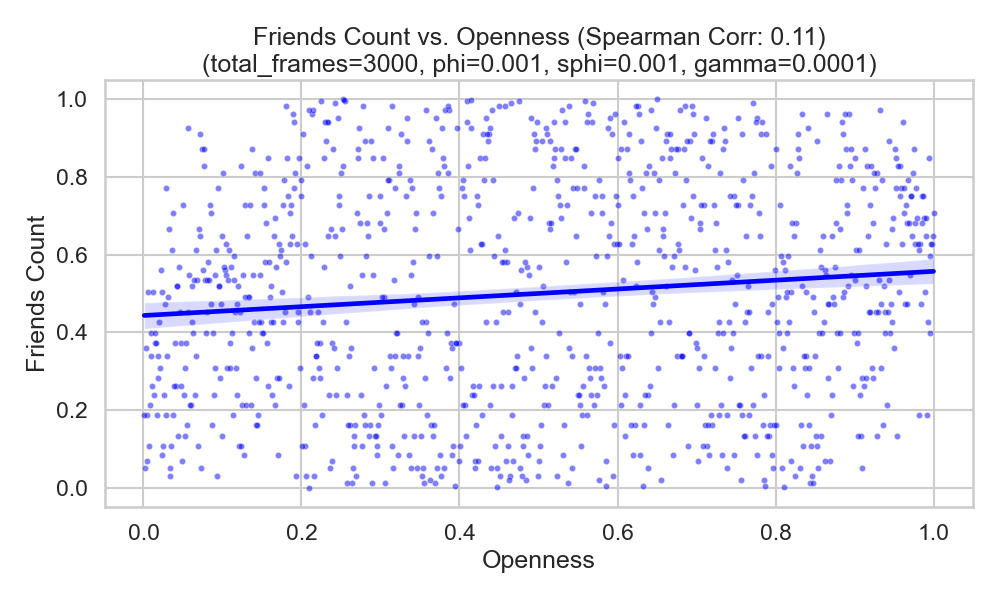 Friends Count vs. Openness (Spearman Corr: 0.11)
(total_frames=3000, phi=0.001, sphi=0.001, gamma=0.0001)
1.0
0.8
0.6
0.4
0.2
0.0
Friends Count
0.0 0.2 0.4 0.6 0.8 1.0
Openness